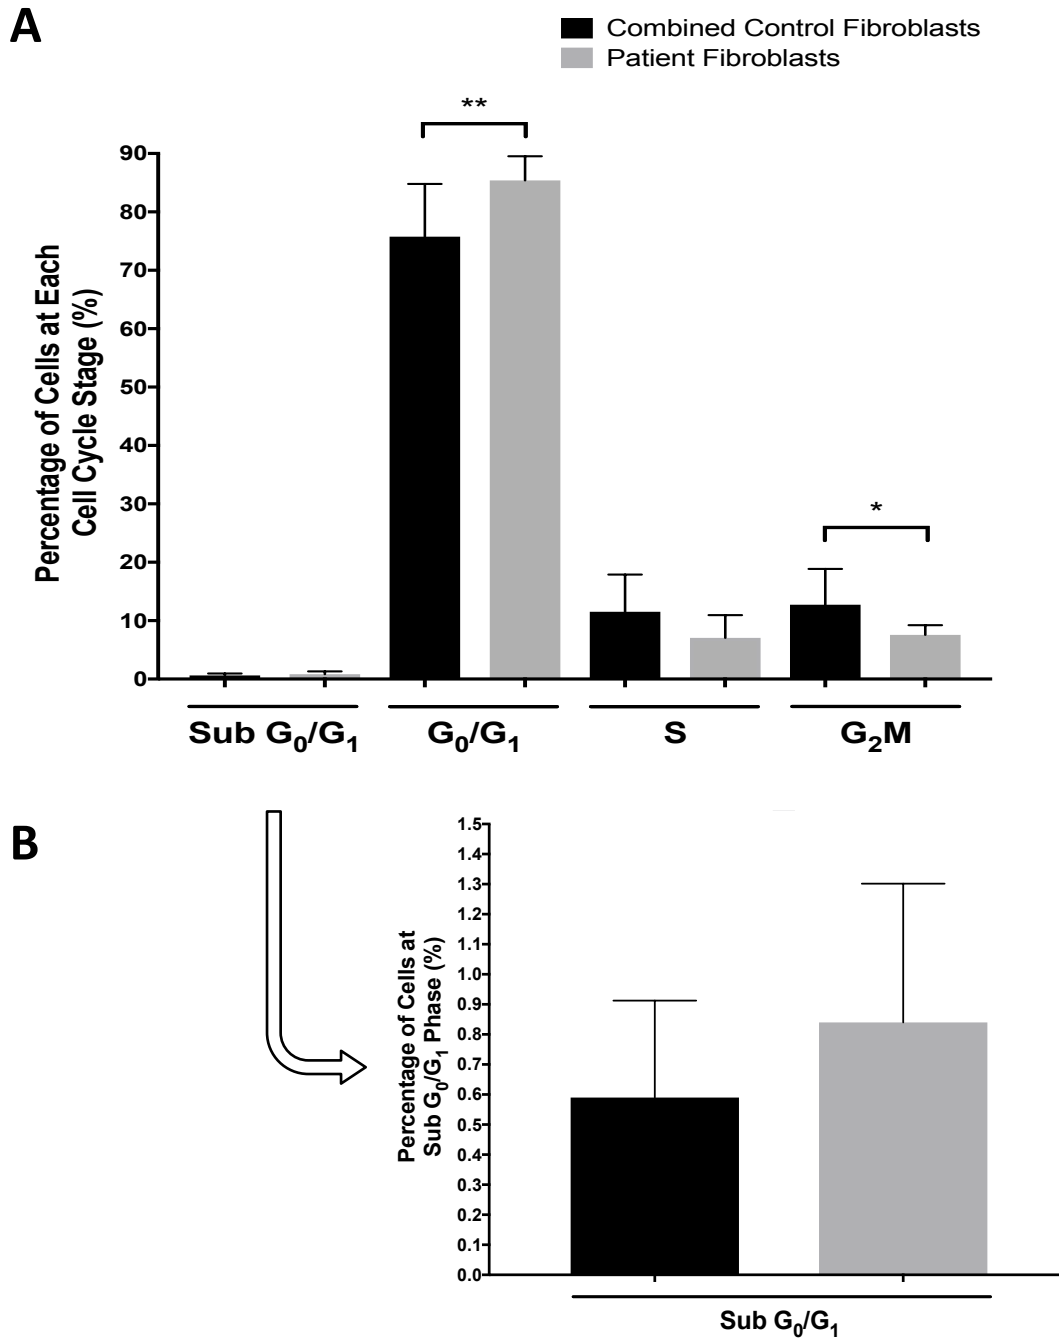 A
Combined Control Fibroblasts
Patient Fibroblasts
**
*
Percentage of Cells at Each
Cell Cycle Stage (%)
90
80
70
60
50
40
30
20
10
0
Sub G₀/G₁ G₀/G₁ S G₂M
B
Percentage of Cells at
Sub G₀/G₁ Phase (%)
1.5
1.4
1.3
1.2
1.1
1.0
0.9
0.8
0.7
0.6
0.5
0.4
0.3
0.2
0.1
0.0
Sub G₀/G₁